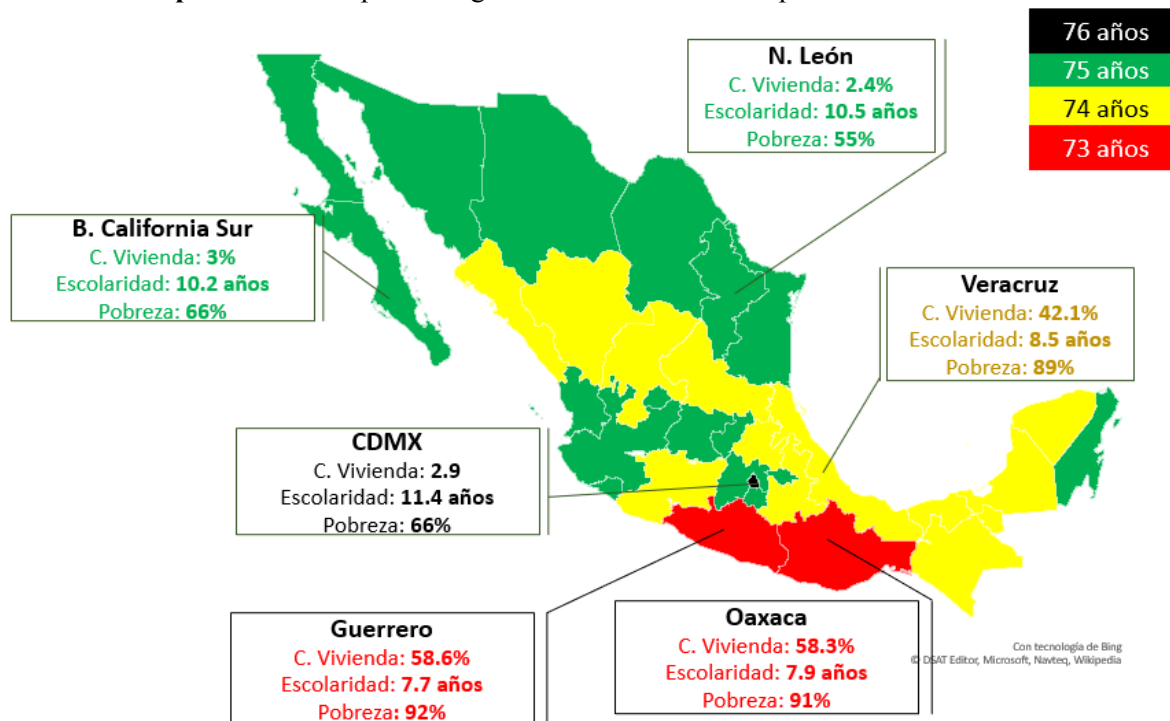 76 años
75 años
74 años
73 años
N. León
C. Vivienda: 2.4%
Escolaridad: 10.5 años
Pobreza: 55%
B. California Sur
C. Vivienda: 3%
Escolaridad: 10.2 años
Pobreza: 66%
Veracruz
C. Vivienda: 42.1%
Escolaridad: 8.5 años
Pobreza: 89%
CDMX
C. Vivienda: 2.9
Escolaridad: 11.4 años
Pobreza: 66%
Guerrero
C. Vivienda: 58.6%
Escolaridad: 7.7 años
Pobreza: 92%
Oaxaca
C. Vivienda: 58.3%
Escolaridad: 7.9 años
Pobreza: 91%
Con tecnología de Bing
© DSAT Editor, Microsoft, Navteq, Wikipedia